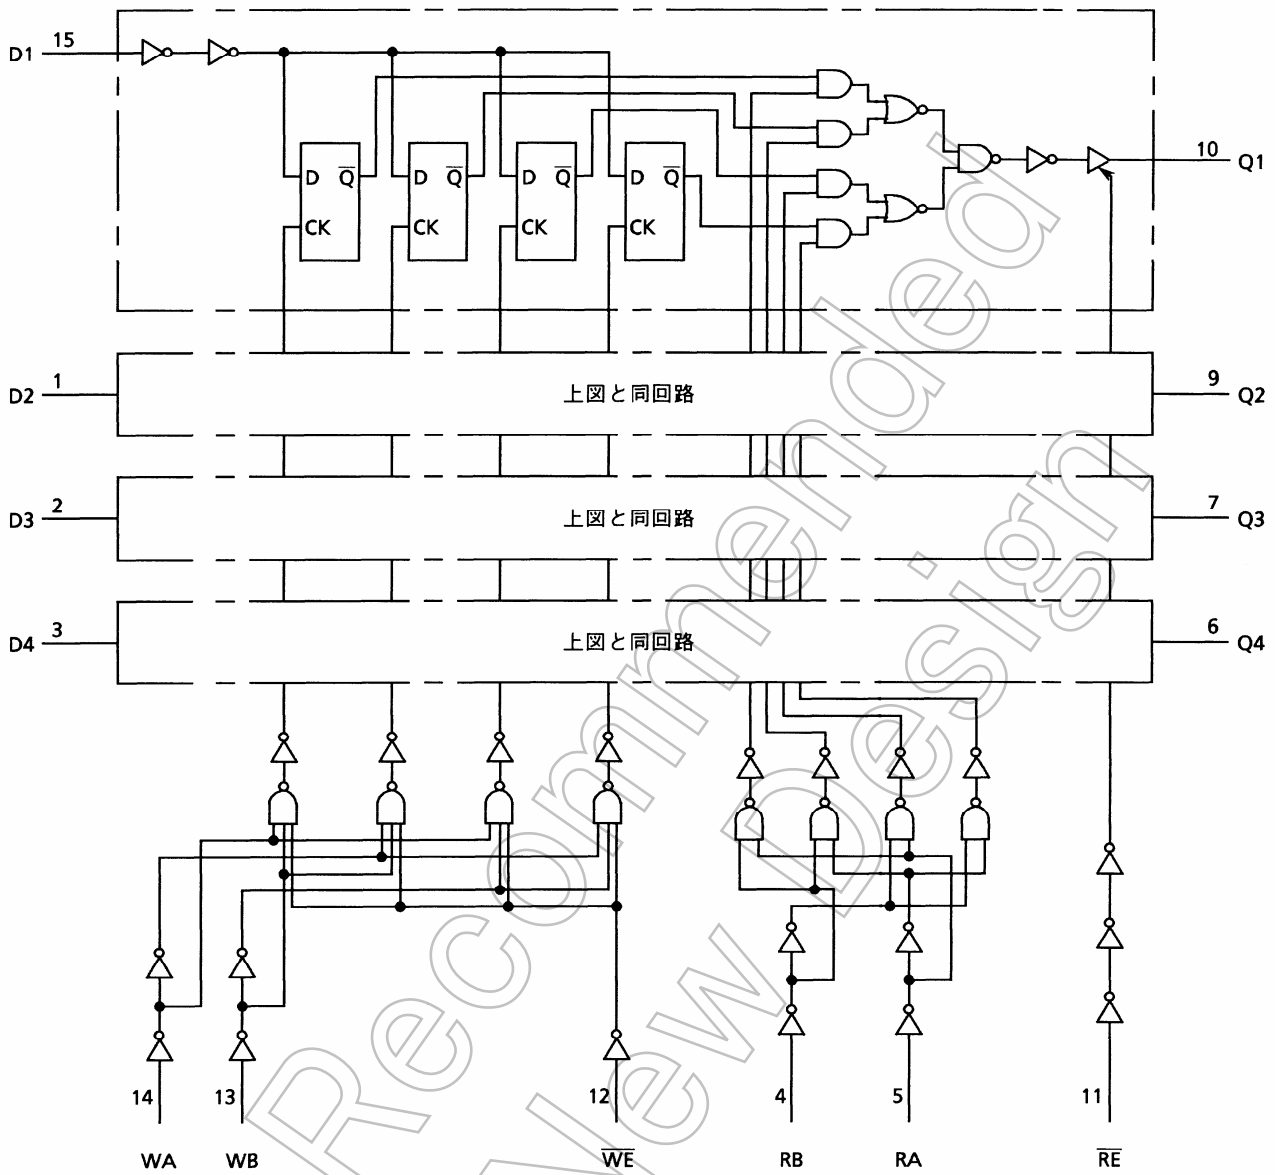 D1 15
D Q̅ D Q̅ D Q̅ D Q̅
CK CK CK CK
10 Q1
D2 1 上図と同回路 9 Q2
D3 2 上図と同回路 7 Q3
D4 3 上図と同回路 6 Q4
14 13 12 4 5 11
WA WB W̅E̅ RB RA R̅E̅
Recommended
New Design